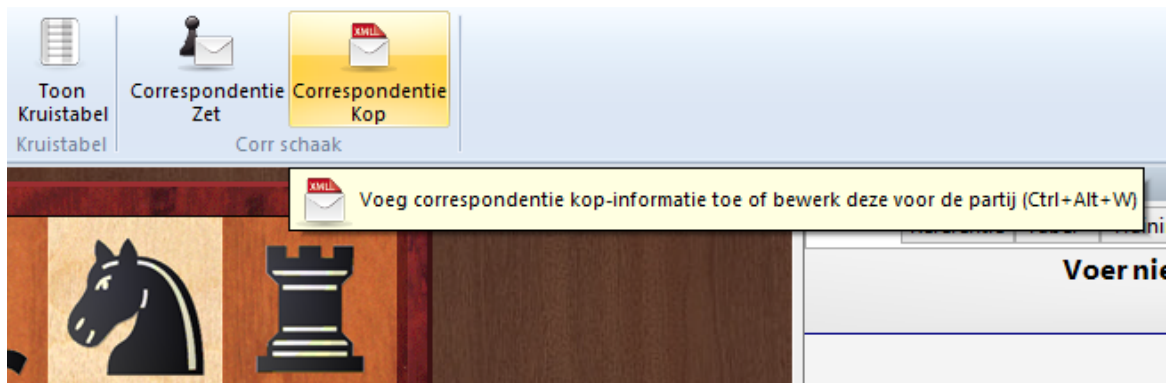 Toon
Kruistabel
Kruistabel
Correspondentie
Zet
XML
Correspondentie
Kop
Corr schaak
XML
Voeg correspondentie kop-informatie toe of bewerk deze voor de partij (Ctrl+Alt+W)
Voer nie